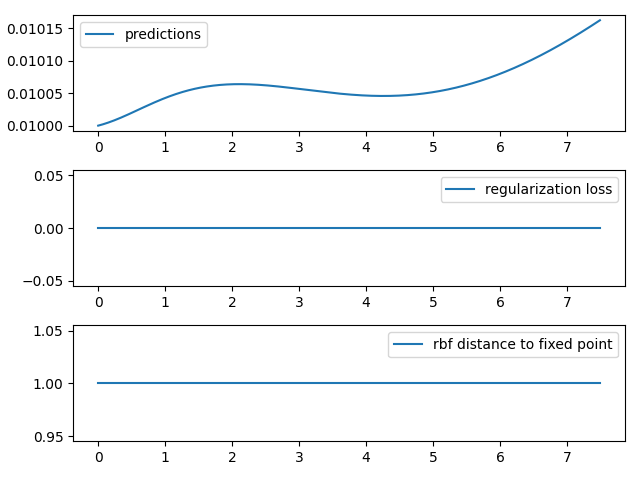 predictions
0.01015
0.01010
0.01005
0.01000
0 1 2 3 4 5 6 7
regularization loss
0.05
0.00
−0.05
0 1 2 3 4 5 6 7
rbf distance to fixed point
1.05
1.00
0.95
0 1 2 3 4 5 6 7